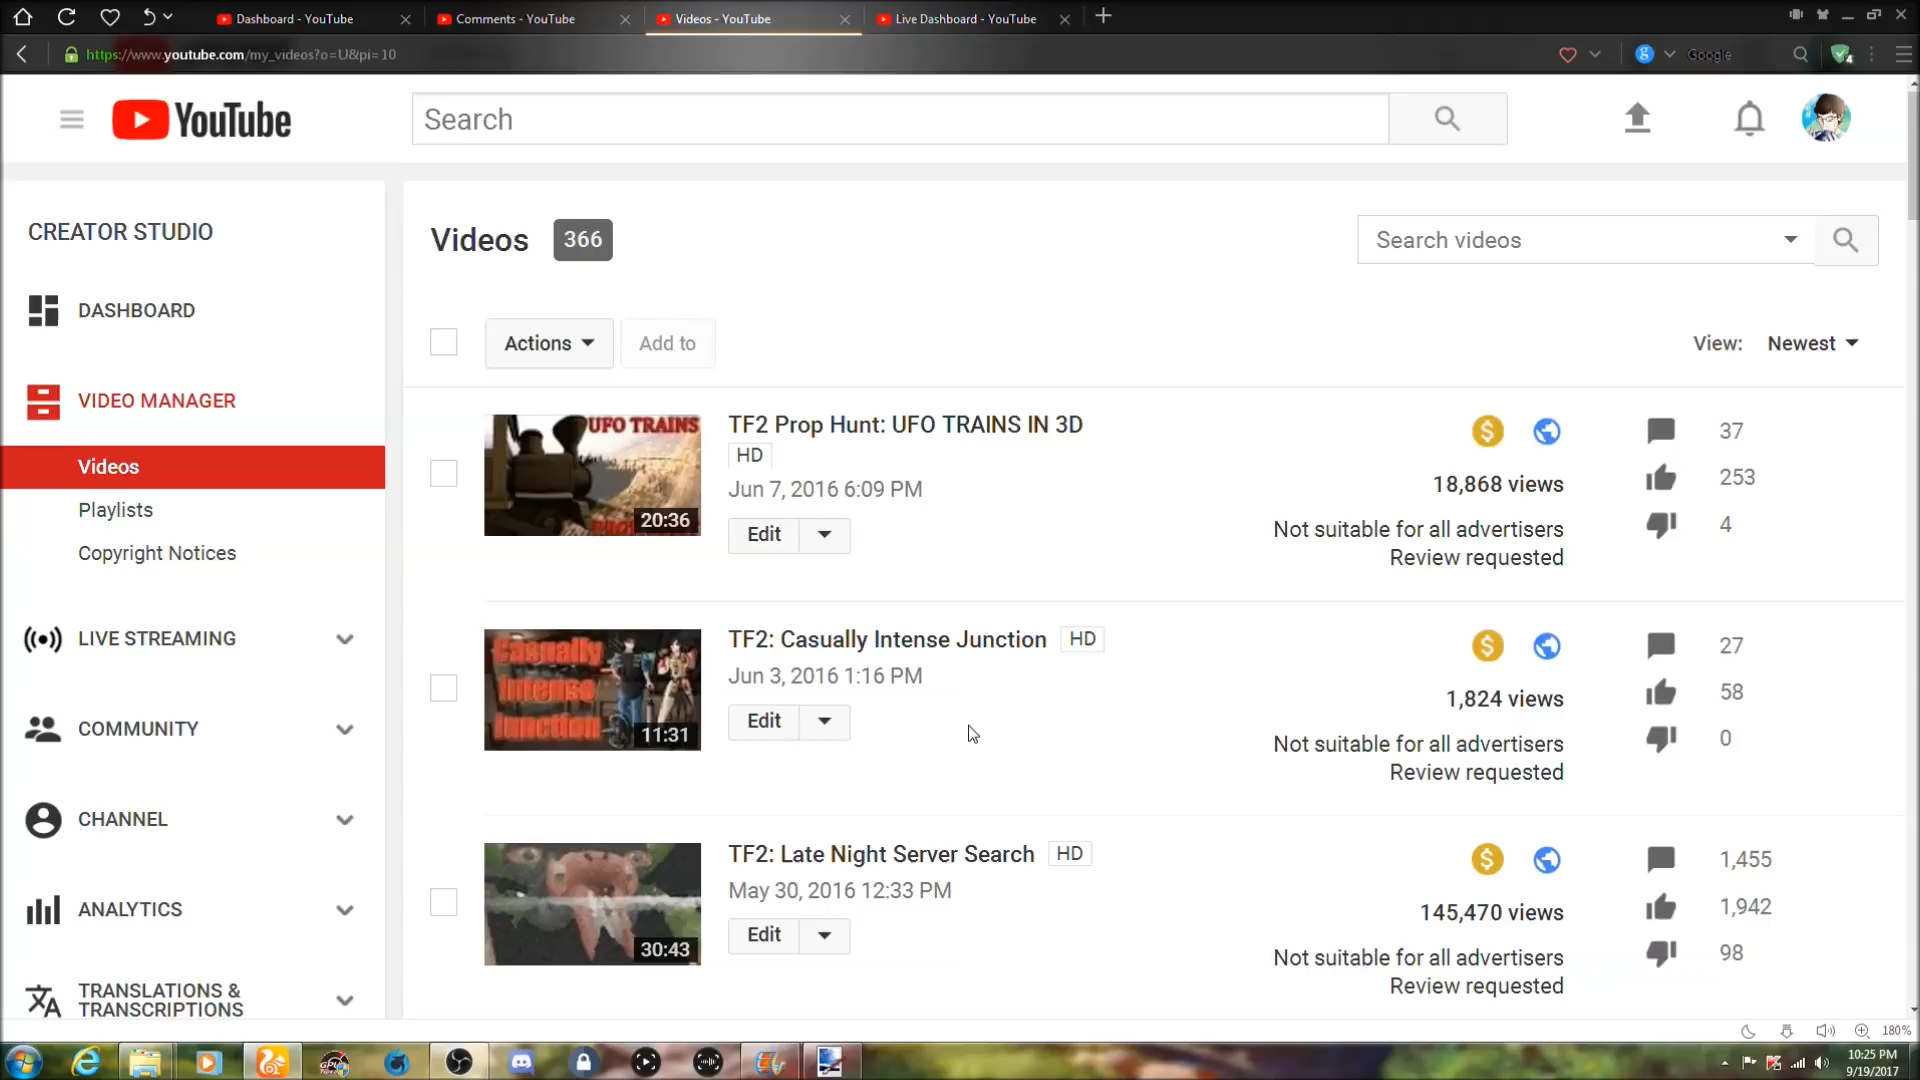 Dashboard - YouTube
Comments - YouTube
Videos - YouTube
Live Dashboard - YouTube
https://www.youtube.com/my_videos?o=U&pi=10
g
Google
4
YouTube
Search
CREATOR STUDIO
DASHBOARD
VIDEO MANAGER
Videos
Playlists
Copyright Notices
LIVE STREAMING
COMMUNITY
CHANNEL
ANALYTICS
TRANSLATIONS &
TRANSCRIPTIONS
Videos 366
Search videos
Actions
Add to
View: Newest
UFO TRAINS
20:36
TF2 Prop Hunt: UFO TRAINS IN 3D
HD
Jun 7, 2016 6:09 PM
Edit
18,868 views
Not suitable for all advertisers
Review requested
37
253
4
Casually
Intense
Junction
11:31
TF2: Casually Intense Junction HD
Jun 3, 2016 1:16 PM
Edit
1,824 views
Not suitable for all advertisers
Review requested
27
58
0
30:43
TF2: Late Night Server Search HD
May 30, 2016 12:33 PM
Edit
145,470 views
Not suitable for all advertisers
Review requested
1,455
1,942
98
180%
10:25 PM
9/19/2017